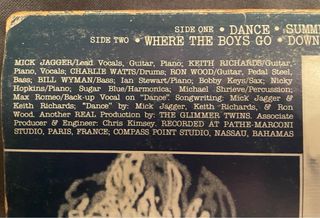 SIDE ONE • DANCE • SUMM
SIDE TWO • WHERE THE BOYS GO • DOWN
MICK JAGGER/Lead Vocals, Guitar, Piano; KEITH RICHARDS/Guitar,
Piano, Vocals; CHARLIE WATTS/Drums; RON WOOD/Guitar, Pedal Steel,
Bass; BILL WYMAN/Bass; Ian Stewart/Piano; Bobby Keys/Sax; Nicky
Hopkins/Piano; Sugar Blue/Harmonica; Michael Shrieve/Percussion;
Max Romeo/Back-up Vocal on "Dance". Songwriting: Mick Jagger &
Keith Richards; "Dance" by: Mick Jagger, Keith Richards, & Ron
Wood. Another REAL Production by: THE GLIMMER TWINS. Associate
Producer & Engineer: Chris Kimsey. RECORDED AT PATHE-MARCONI
STUDIO, PARIS, FRANCE; COMPASS POINT STUDIO, NASSAU, BAHAMAS